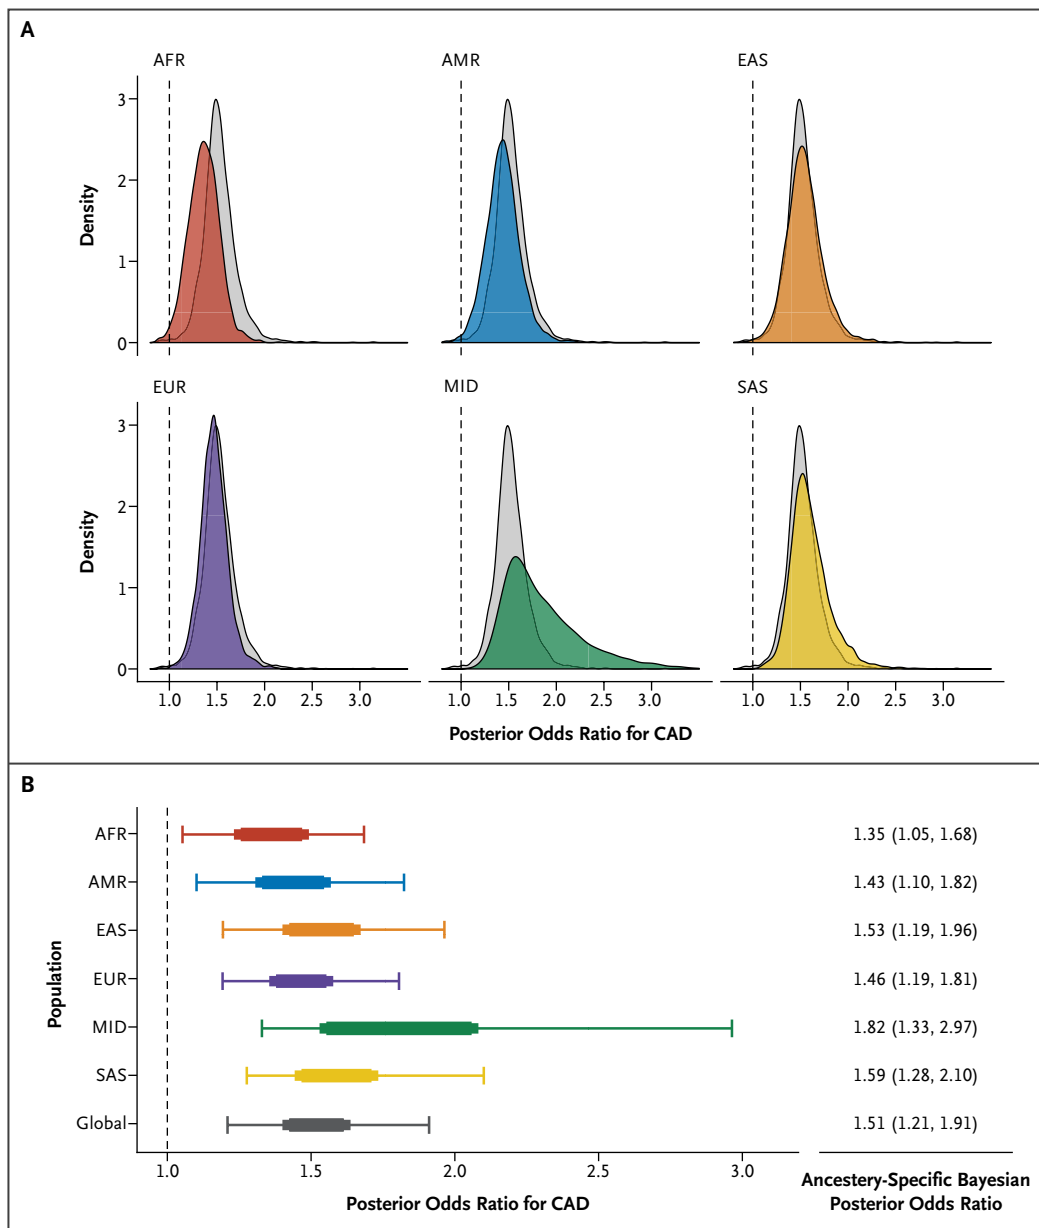 A
AFR AMR EAS
3
2
1
0
Density
EUR MID SAS
3
2
1
0
Density
1.0 1.5 2.0 2.5 3.0 1.0 1.5 2.0 2.5 3.0 1.0 1.5 2.0 2.5 3.0
Posterior Odds Ratio for CAD
B
Population
AFR 1.35 (1.05, 1.68)
AMR 1.43 (1.10, 1.82)
EAS 1.53 (1.19, 1.96)
EUR 1.46 (1.19, 1.81)
MID 1.82 (1.33, 2.97)
SAS 1.59 (1.28, 2.10)
Global 1.51 (1.21, 1.91)
1.0 1.5 2.0 2.5 3.0
Posterior Odds Ratio for CAD
Ancestery-Specific Bayesian
Posterior Odds Ratio